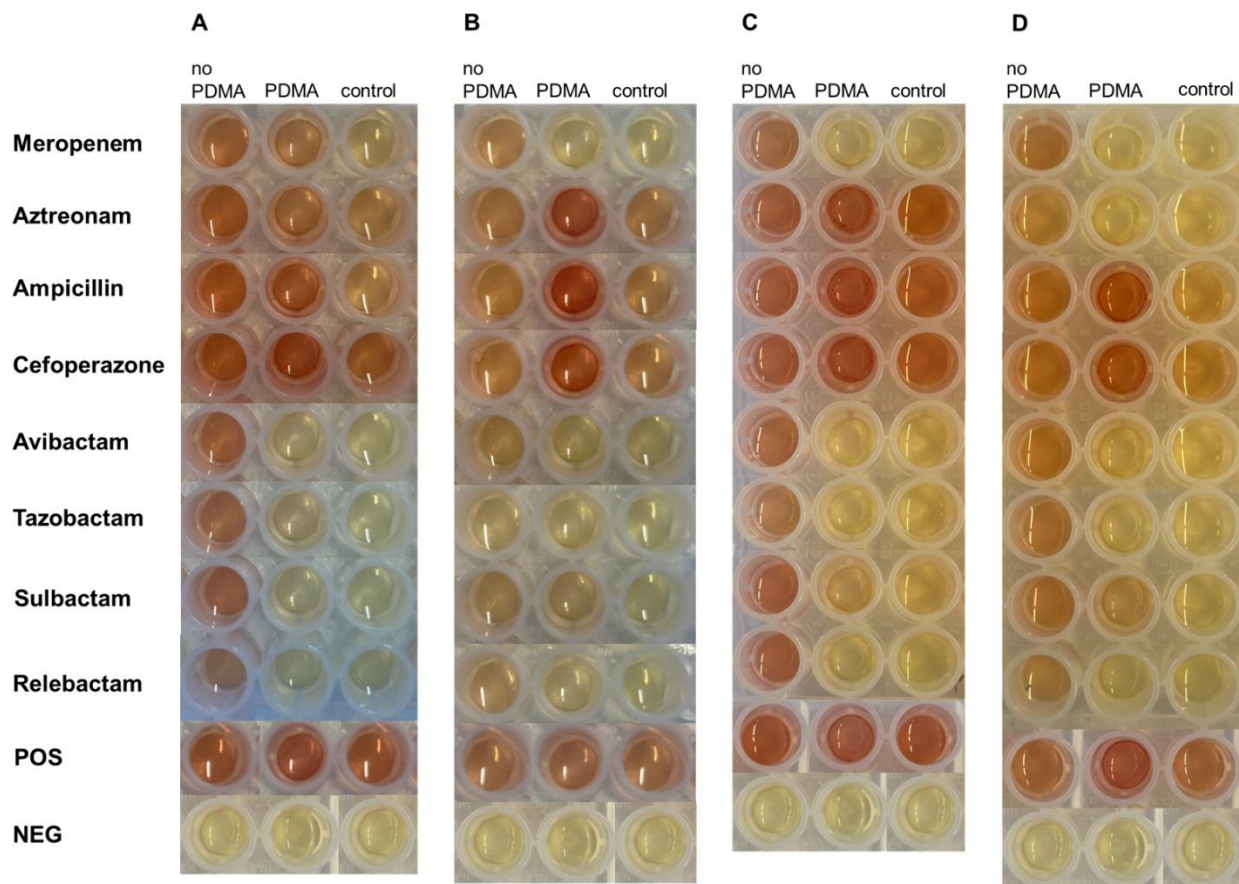 A B C D
no no no no
PDMA PDMA control PDMA PDMA control PDMA PDMA control PDMA PDMA control
Meropenem
Aztreonam
Ampicillin
Cefoperazone
Avibactam
Tazobactam
Sulbactam
Relebactam
POS
NEG